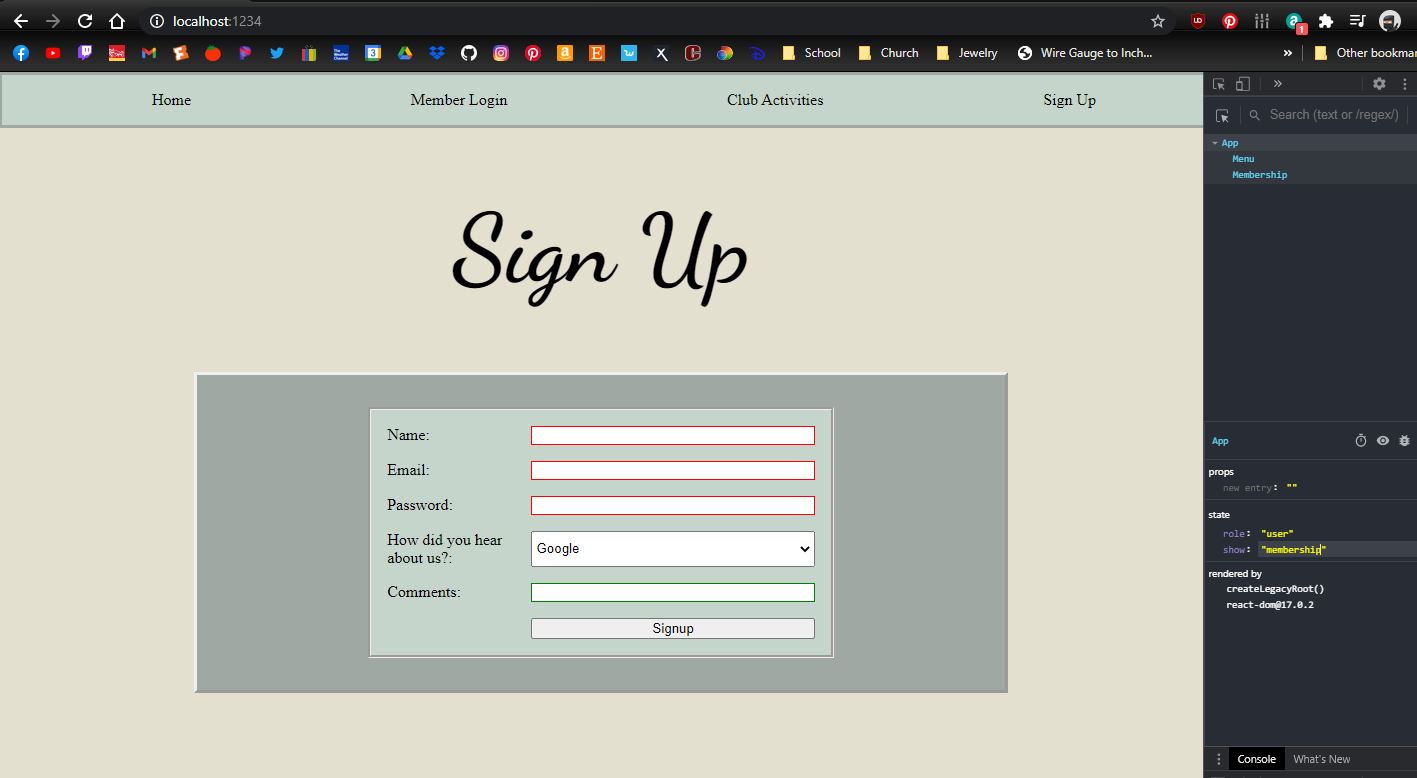 localhost:1234
School Church Jewelry Wire Gauge to Inch... » Other bookmar
Home Member Login Club Activities Sign Up
Search (text or /regex/)
App
Menu
Membership
Sign Up
Name:
Email:
Password:
How did you hear
about us?:
Google
Comments:
Signup
App
props
new entry: ""
state
role: "user"
show: "membership"
rendered by
createLegacyRoot()
react-dom@17.0.2
Console What's New